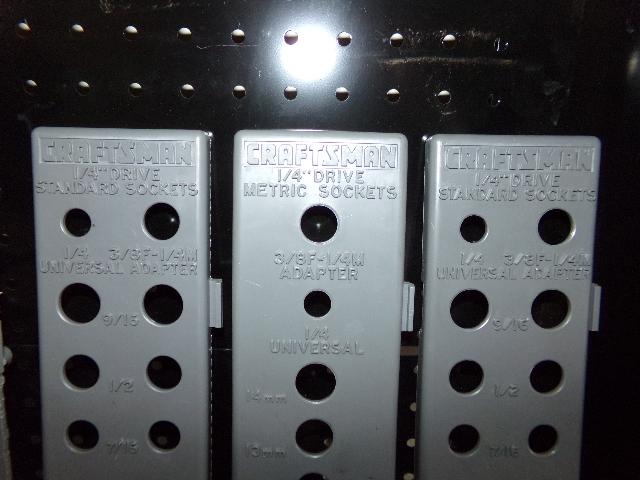 CRAFTSMAN
1/4" DRIVE
STANDARD SOCKETS
1/4 3/8F-1/4M
UNIVERSAL ADAPTER
9/16
1/2
7/16
CRAFTSMAN
1/4" DRIVE
METRIC SOCKETS
3/8F-1/4M
ADAPTER
1/4
UNIVERSAL
14mm
13mm
CRAFTSMAN
1/4" DRIVE
STANDARD SOCKETS
1/4 3/8F-1/4M
UNIVERSAL ADAPTER
9/16
1/2
7/16